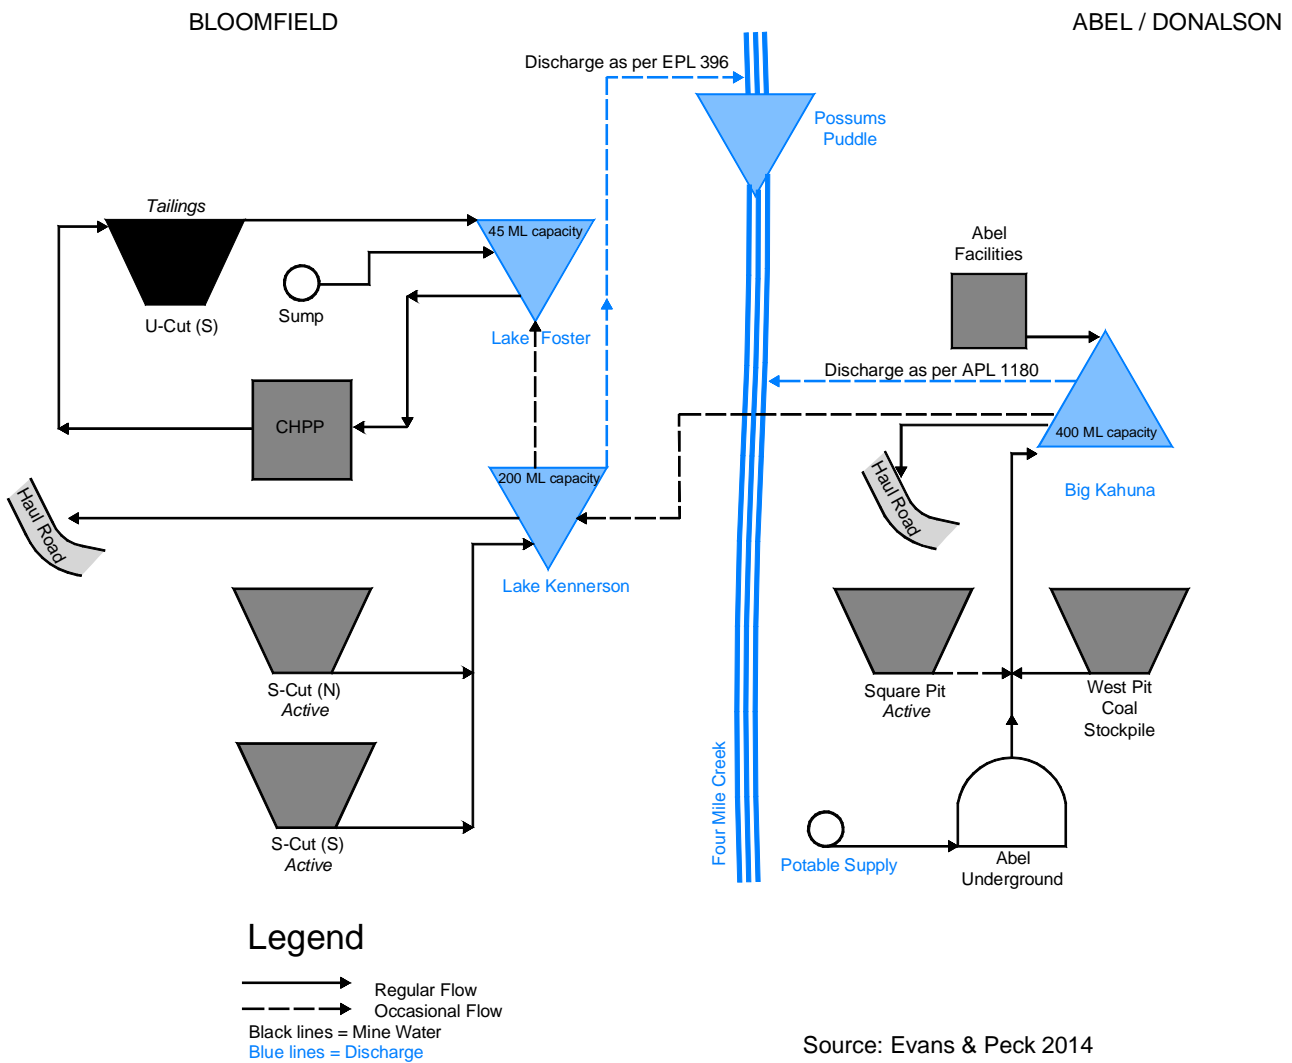 BLOOMFIELD
ABEL / DONALSON
Discharge as per EPL 396
Possums
Puddle
Tailings
45 ML capacity
Abel
Facilities
Sump
U-Cut (S)
Lake Foster
Discharge as per APL 1180
CHPP
400 ML capacity
200 ML capacity
Haul Road
Haul Road
Big Kahuna
Lake Kennerson
S-Cut (N)
Active
Square Pit
Active
West Pit
Coal
Stockpile
Four Mile Creek
S-Cut (S)
Active
Potable Supply
Abel
Underground
Legend
Regular Flow
Occasional Flow
Black lines = Mine Water
Blue lines = Discharge
Source: Evans & Peck 2014